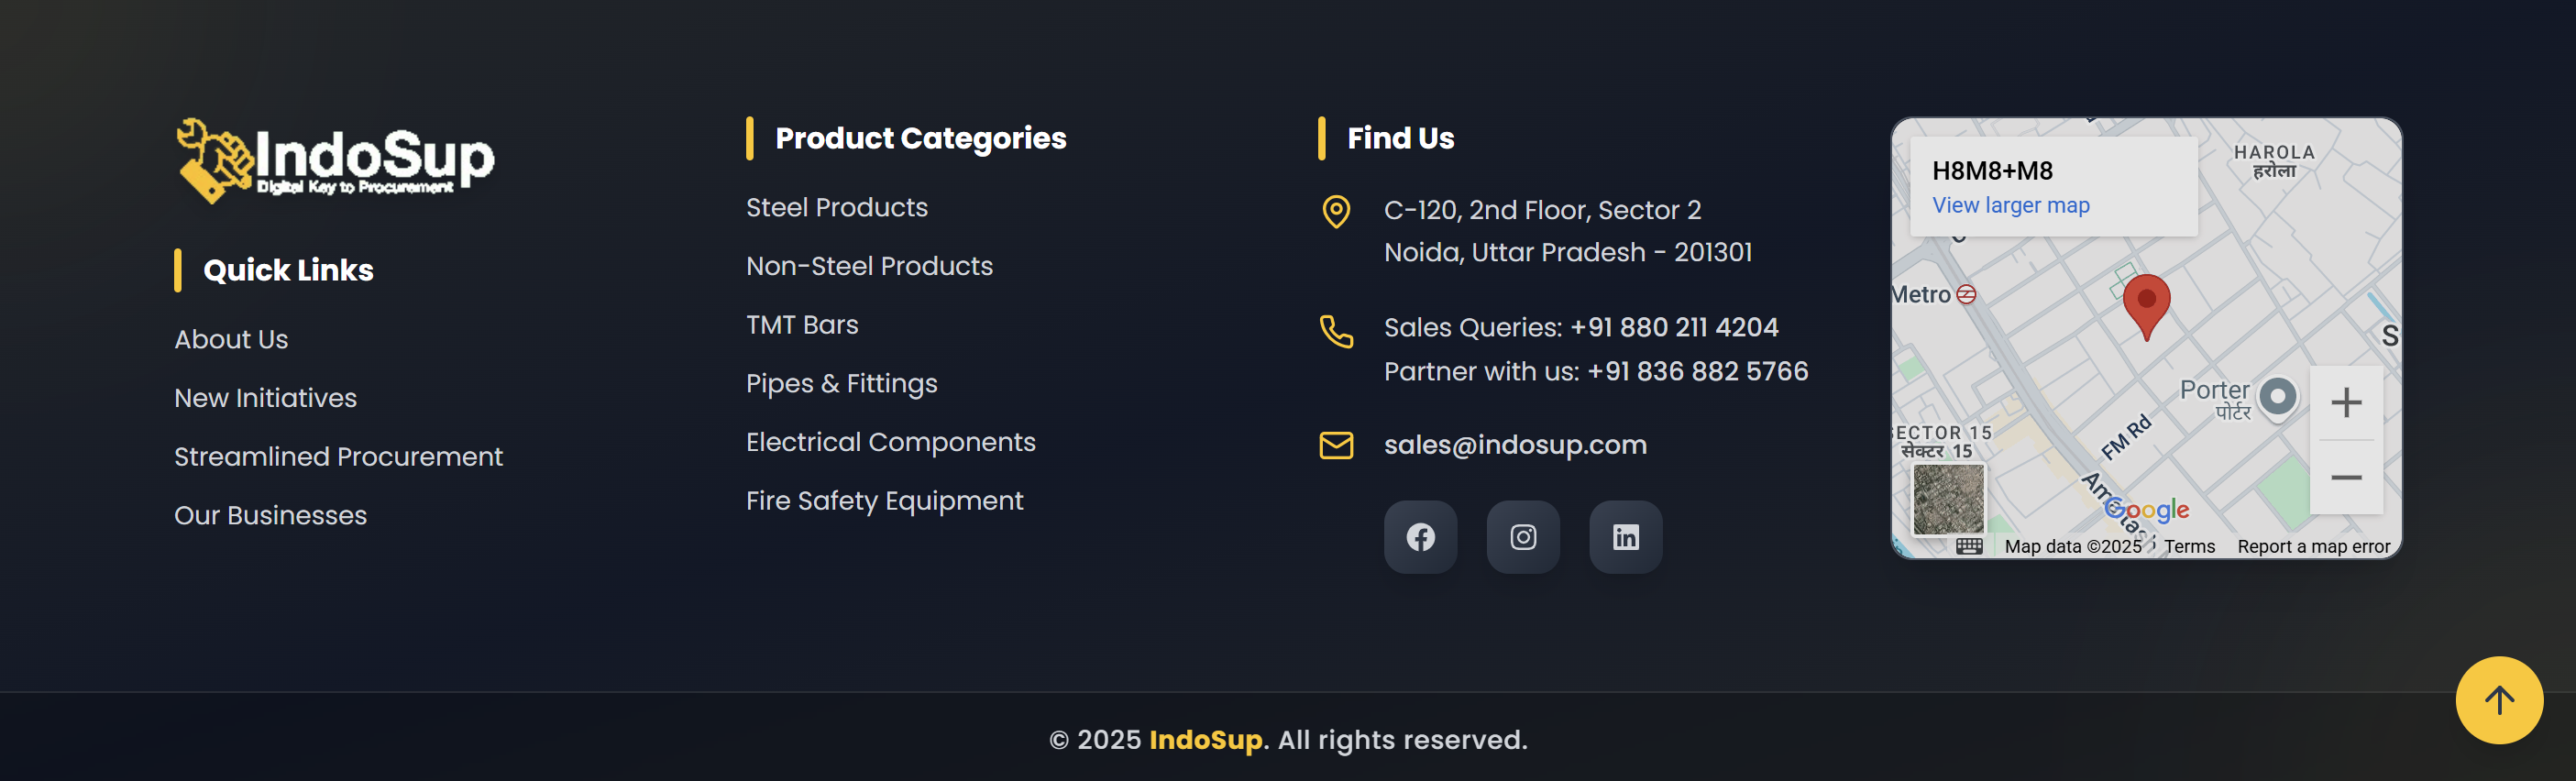 IndoSup
Digital Key to Procurement
Quick Links
About Us
New Initiatives
Streamlined Procurement
Our Businesses
Product Categories
Steel Products
Non-Steel Products
TMT Bars
Pipes & Fittings
Electrical Components
Fire Safety Equipment
Find Us
C-120, 2nd Floor, Sector 2
Noida, Uttar Pradesh - 201301
Sales Queries: +91 880 211 4204
Partner with us: +91 836 882 5766
sales@indosup.com
H8M8+M8
View larger map
HAROLA
हरोला
Metro
S
Porter
पोर्टर
FM Rd
SECTOR 15
सेक्टर 15
Google
Map data ©2025
Terms
Report a map error
© 2025 IndoSup. All rights reserved.